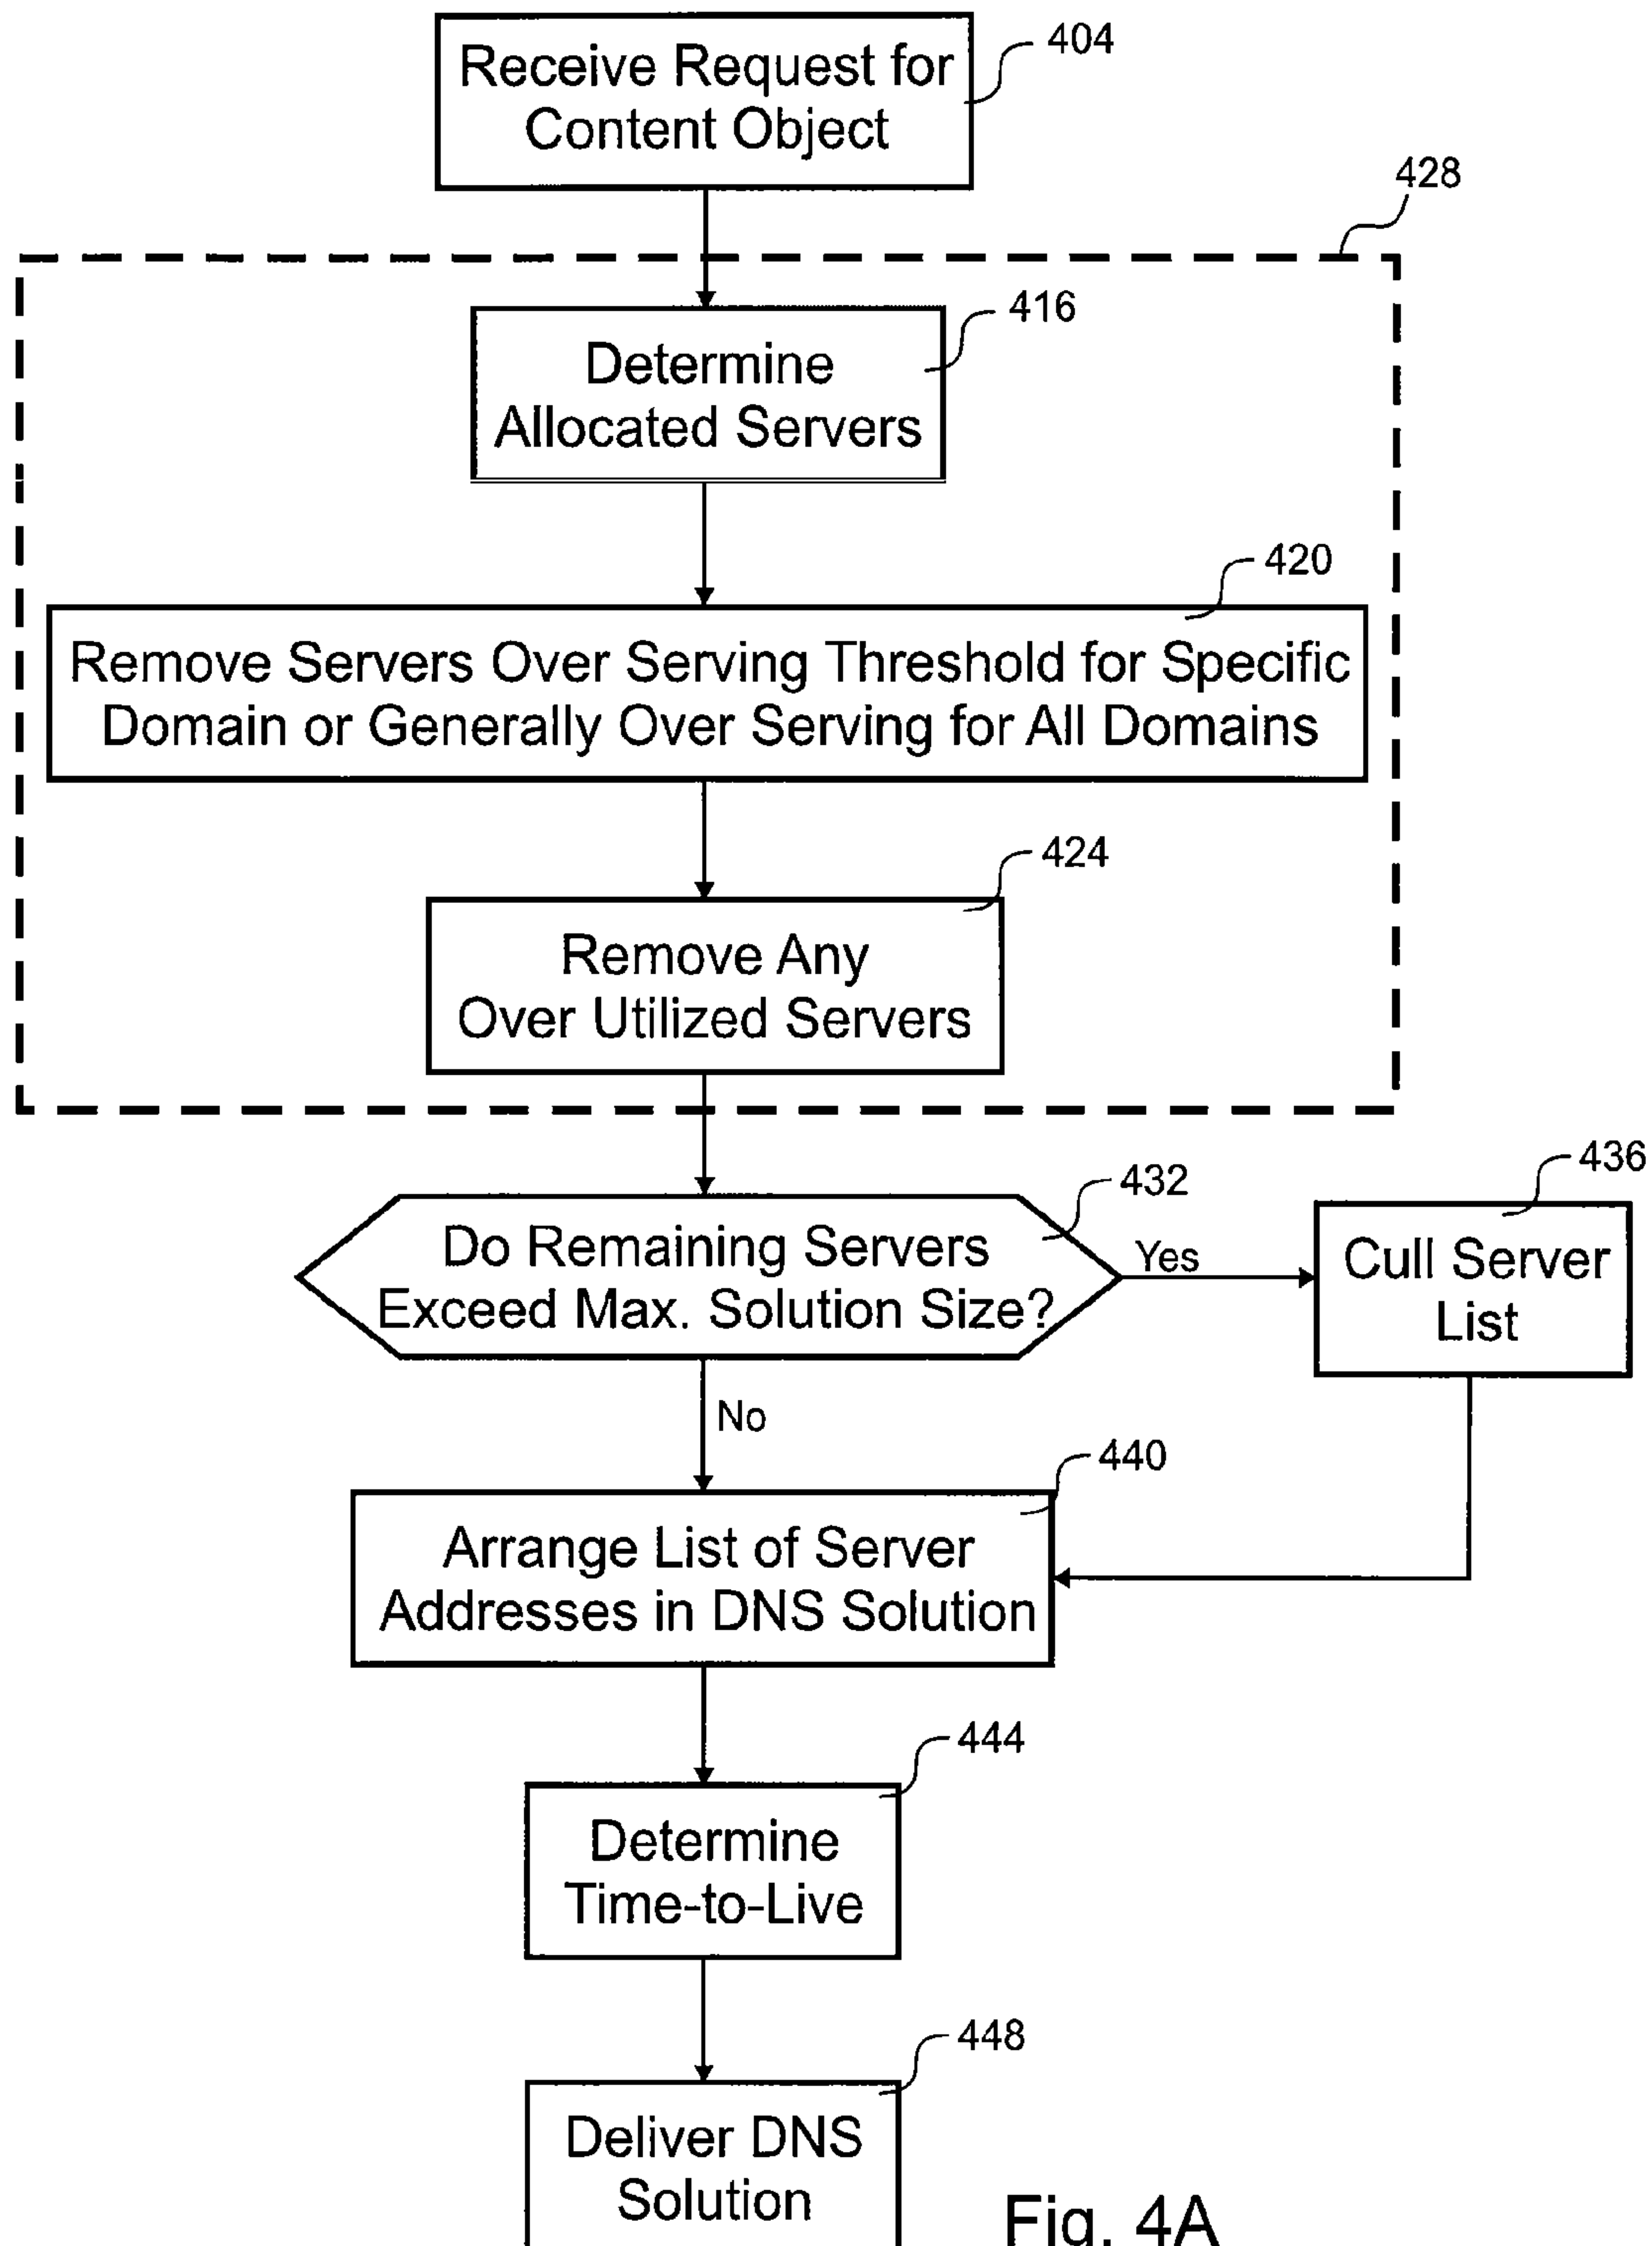 Receive Request for
Content Object
404
428
Determine
Allocated Servers
416
420
Remove Servers Over Serving Threshold for Specific
Domain or Generally Over Serving for All Domains
424
Remove Any
Over Utilized Servers
432
Do Remaining Servers
Exceed Max. Solution Size?
Yes
436
Cull Server
List
No
440
Arrange List of Server
Addresses in DNS Solution
444
Determine
Time-to-Live
448
Deliver DNS
Solution
Fig. 4A